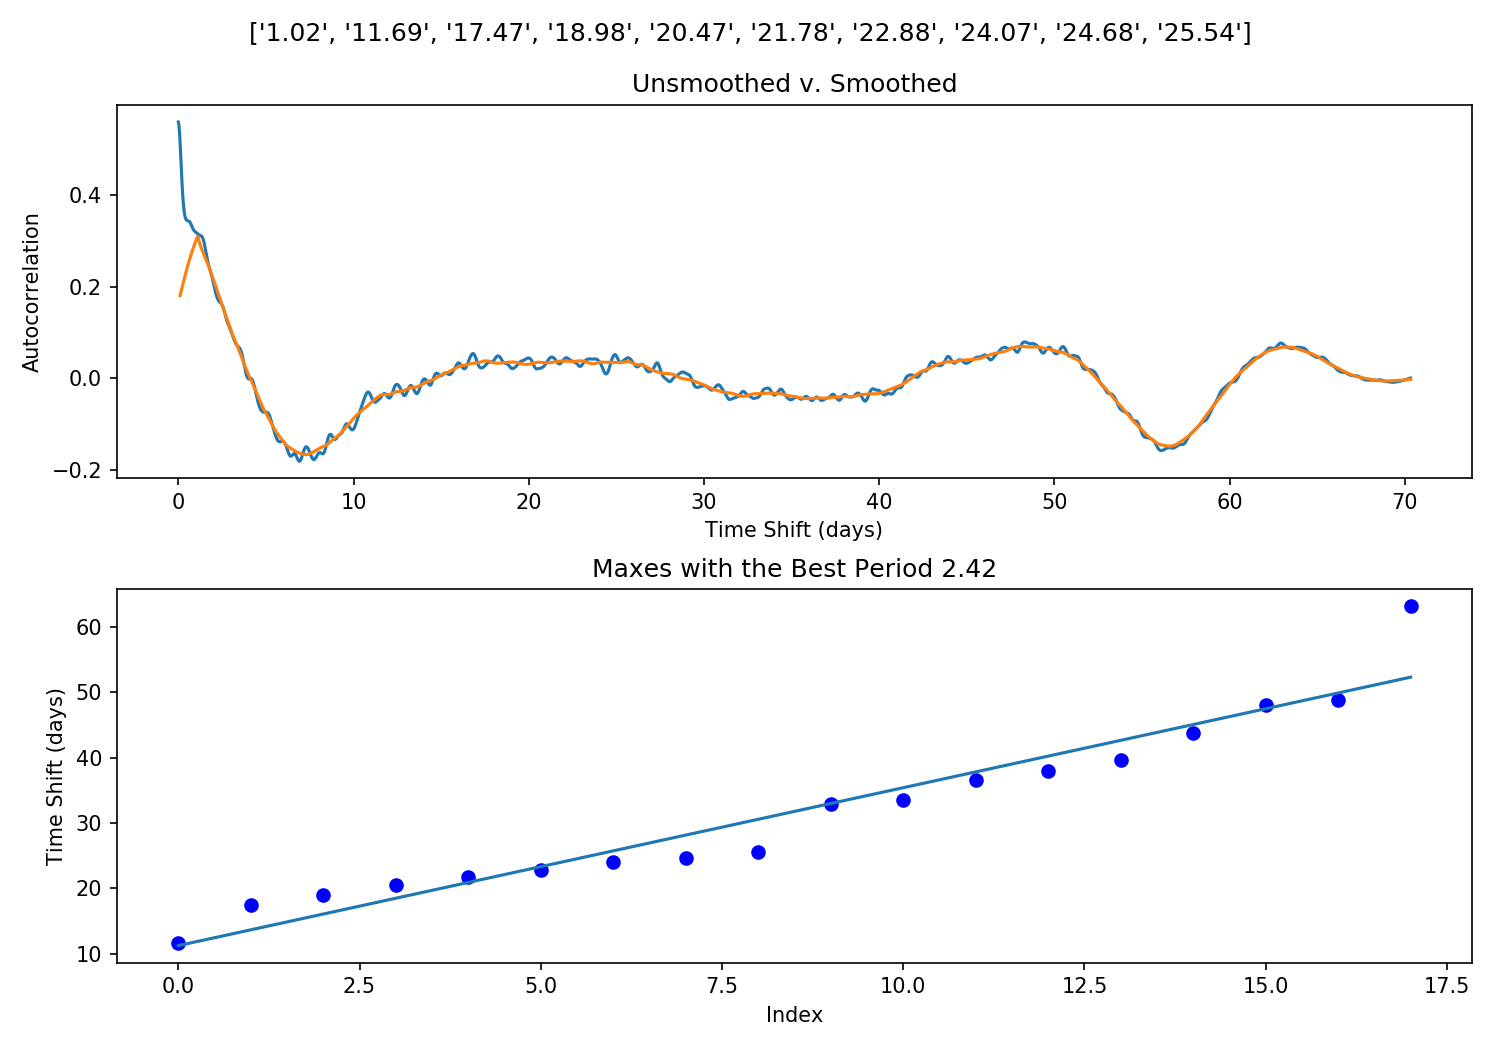 ['1.02', '11.69', '17.47', '18.98', '20.47', '21.78', '22.88', '24.07', '24.68', '25.54']
Unsmoothed v. Smoothed
Autocorrelation
0.4
0.2
0.0
−0.2
0 10 20 30 40 50 60 70
Time Shift (days)
Maxes with the Best Period 2.42
Time Shift (days)
60
50
40
30
20
10
0.0 2.5 5.0 7.5 10.0 12.5 15.0 17.5
Index